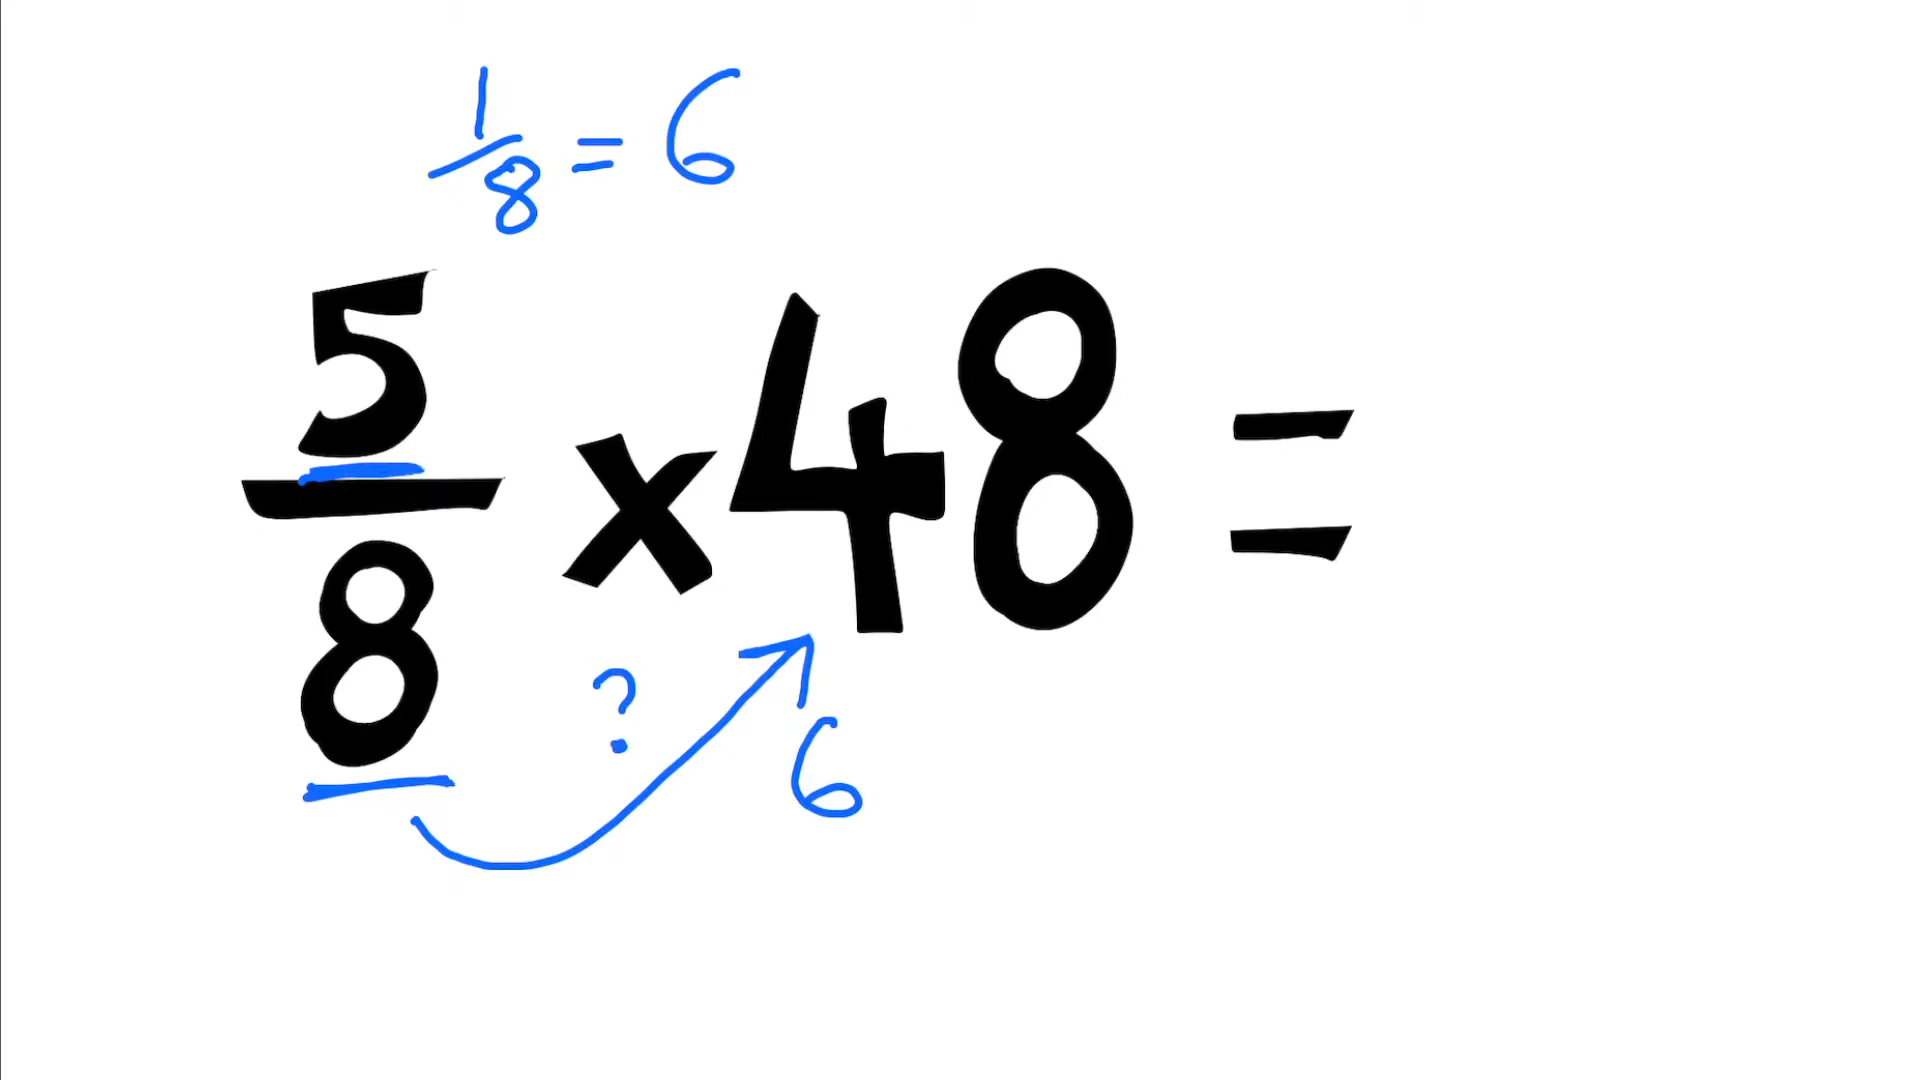 1/8 = 6
5/8 × 48 =
?
6